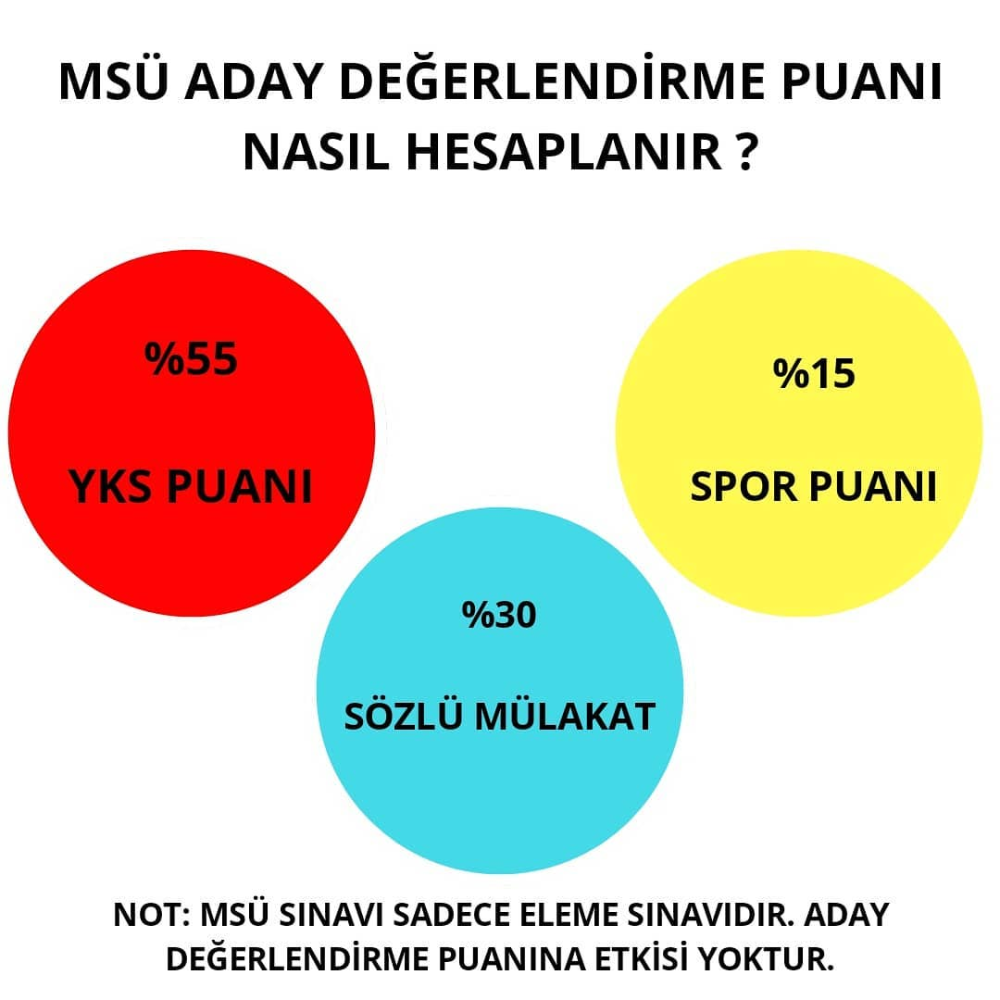 MSÜ ADAY DEĞERLENDİRME PUANI
NASIL HESAPLANIR ?
%55
YKS PUANI
%15
SPOR PUANI
%30
SÖZLÜ MÜLAKAT
NOT: MSÜ SINAVI SADECE ELEME SINAVIDIR. ADAY
DEĞERLENDİRME PUANINA ETKİSİ YOKTUR.